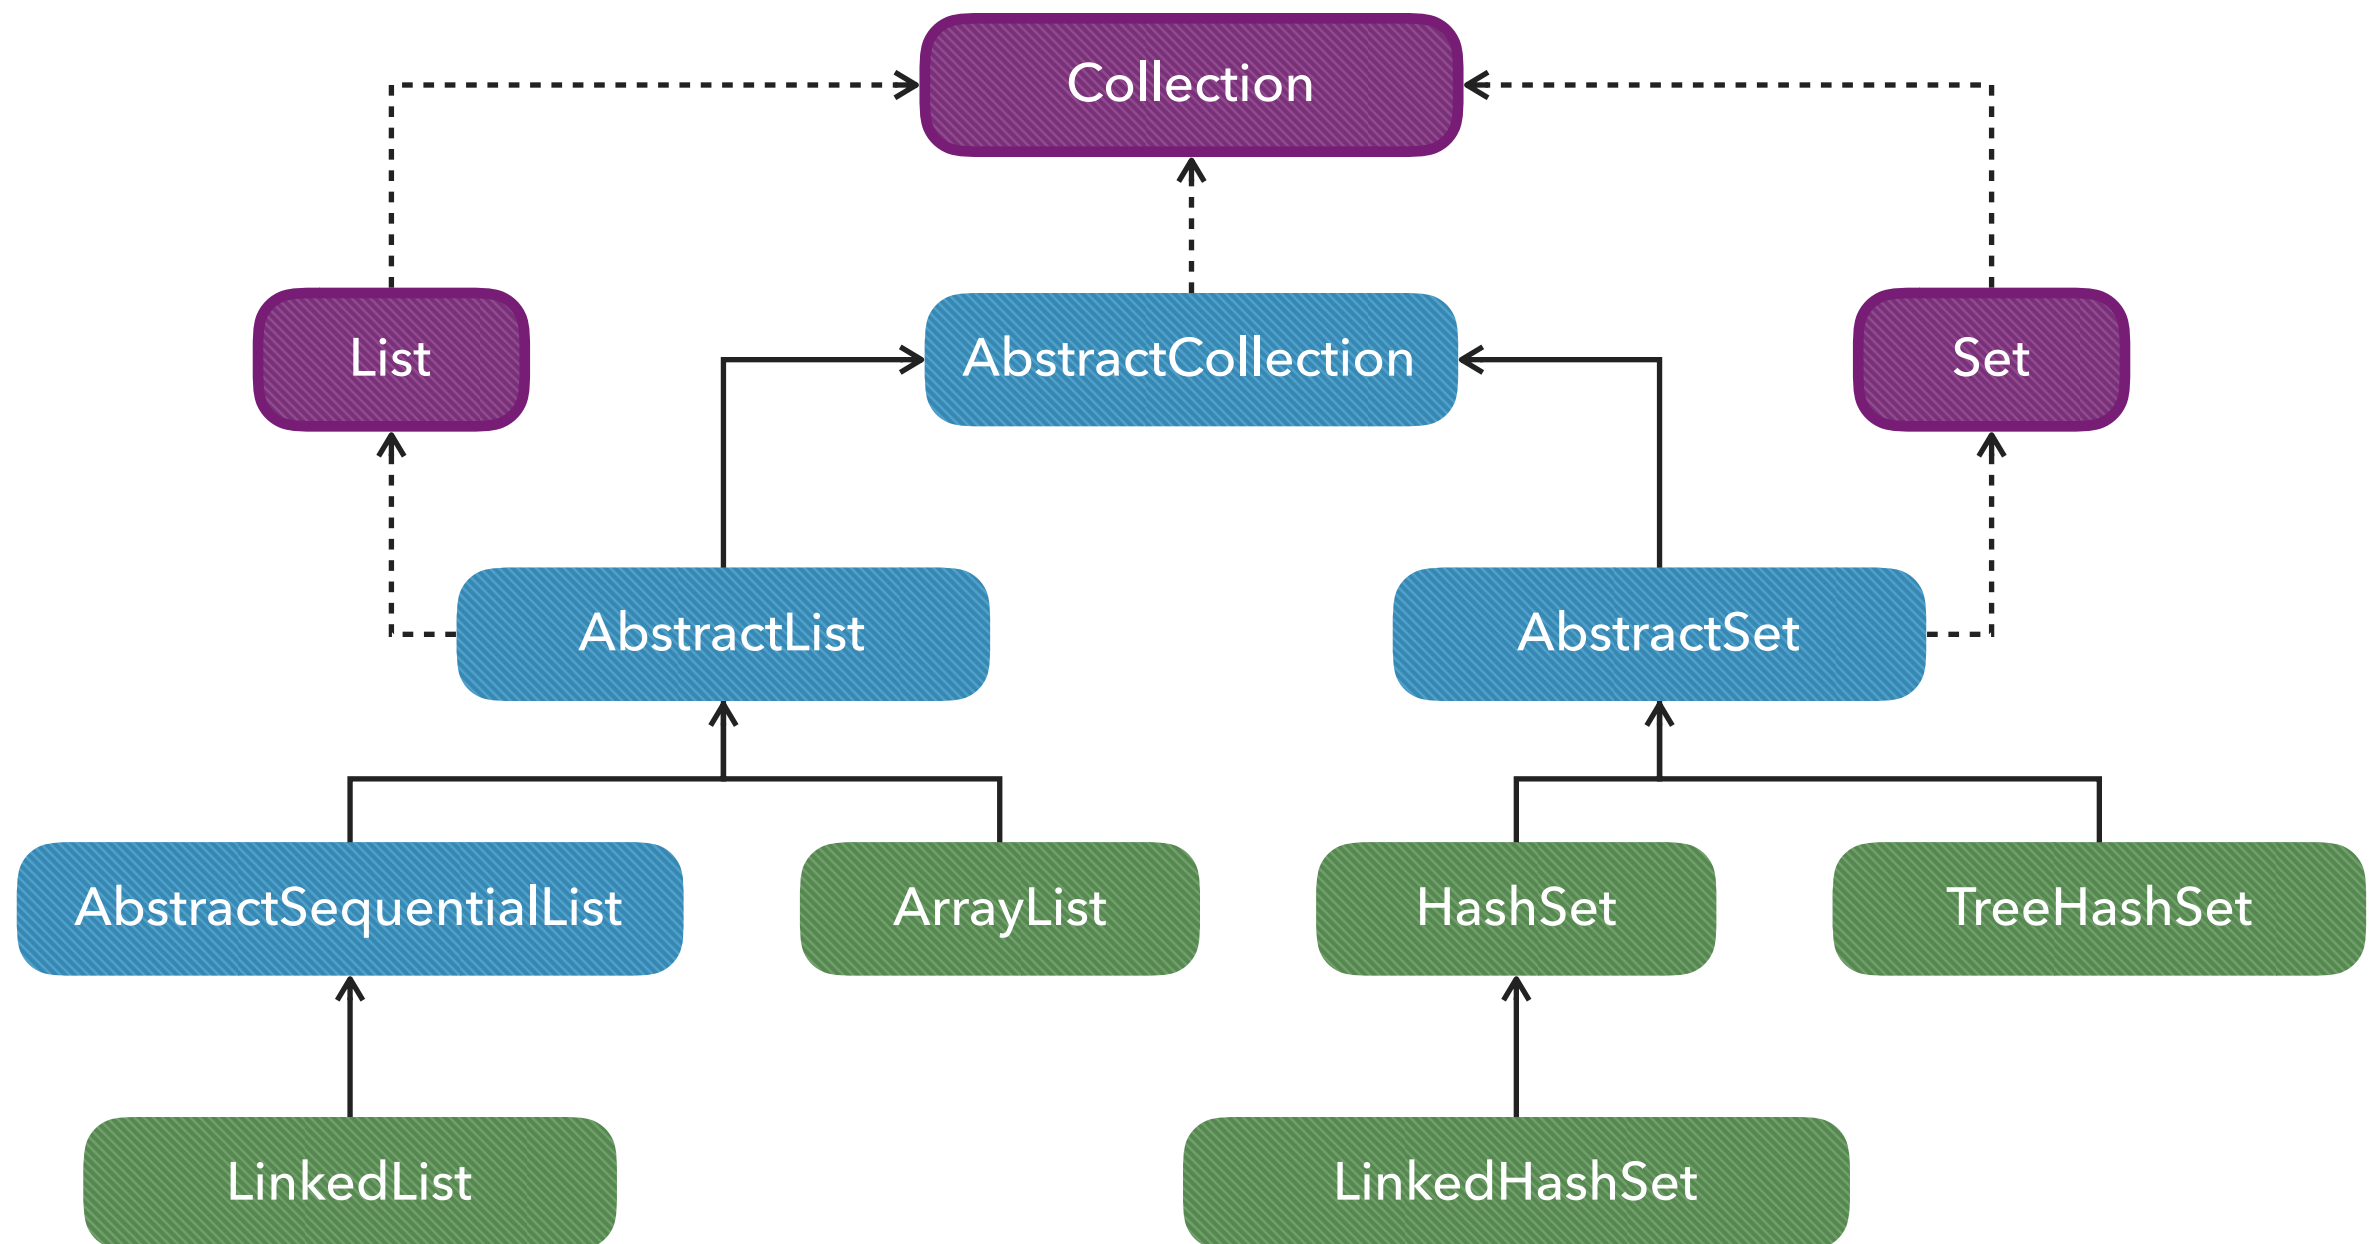 Collection
List
AbstractCollection
Set
AbstractList
AbstractSet
AbstractSequentialList
ArrayList
HashSet
TreeHashSet
LinkedList
LinkedHashSet